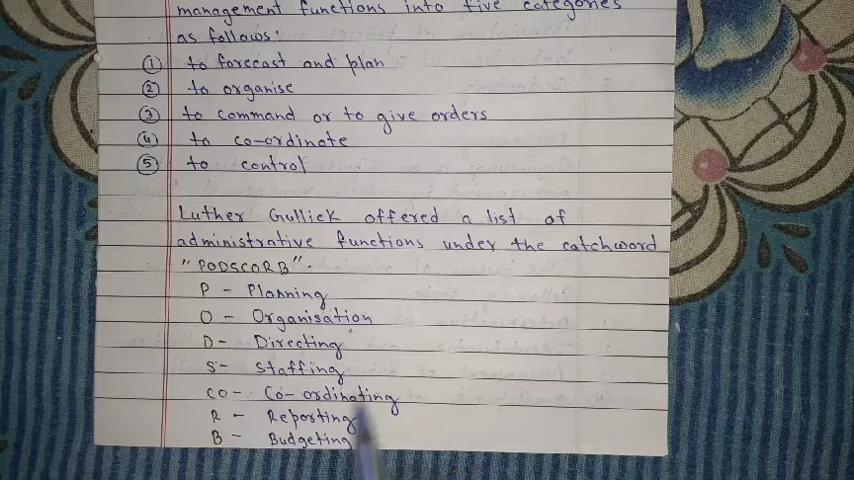 management functions into five categories
as follows:
① to forecast and plan
② to organise
③ to command or to give orders
④ to co-ordinate
⑤ to control
Luther Gullick offered a list of
administrative functions under the catchword
"PODSCORB".
P - Planning
O - Organisation
D - Directing
S - Staffing
CO - Co-ordinating
R - Reporting
B - Budgeting